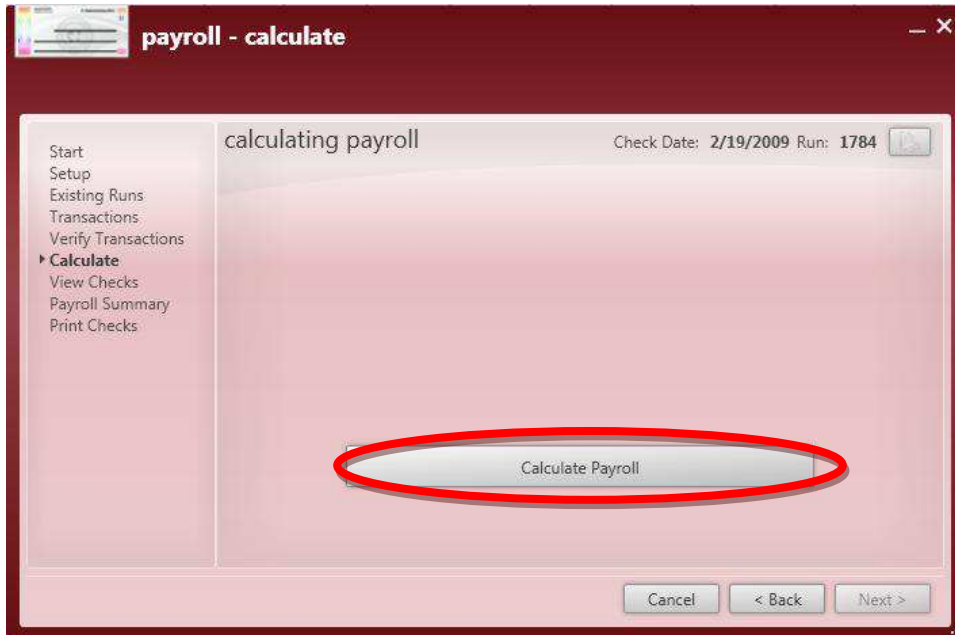 payroll - calculate
Start
Setup
Existing Runs
Transactions
Verify Transactions
Calculate
View Checks
Payroll Summary
Print Checks
calculating payroll
Check Date: 2/19/2009 Run: 1784
Calculate Payroll
Cancel
< Back
Next >